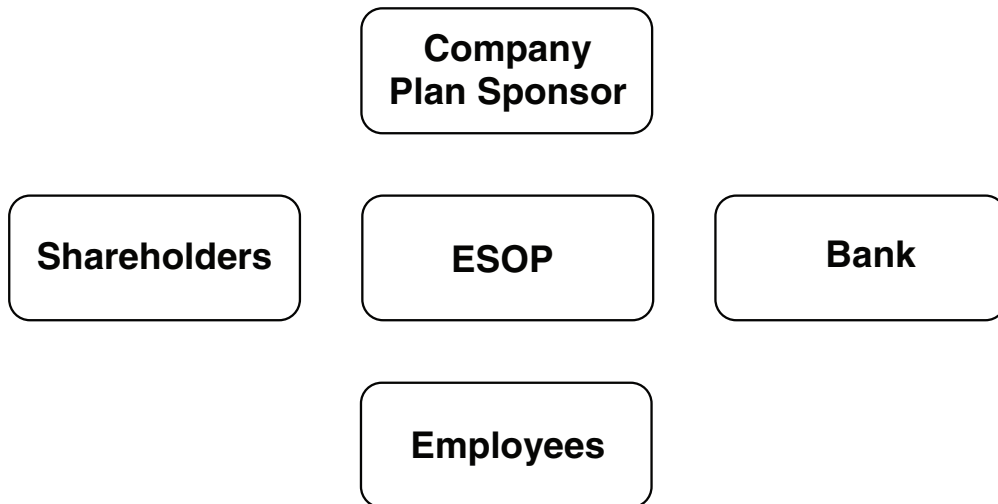 Company
Plan Sponsor
Shareholders
ESOP
Bank
Employees